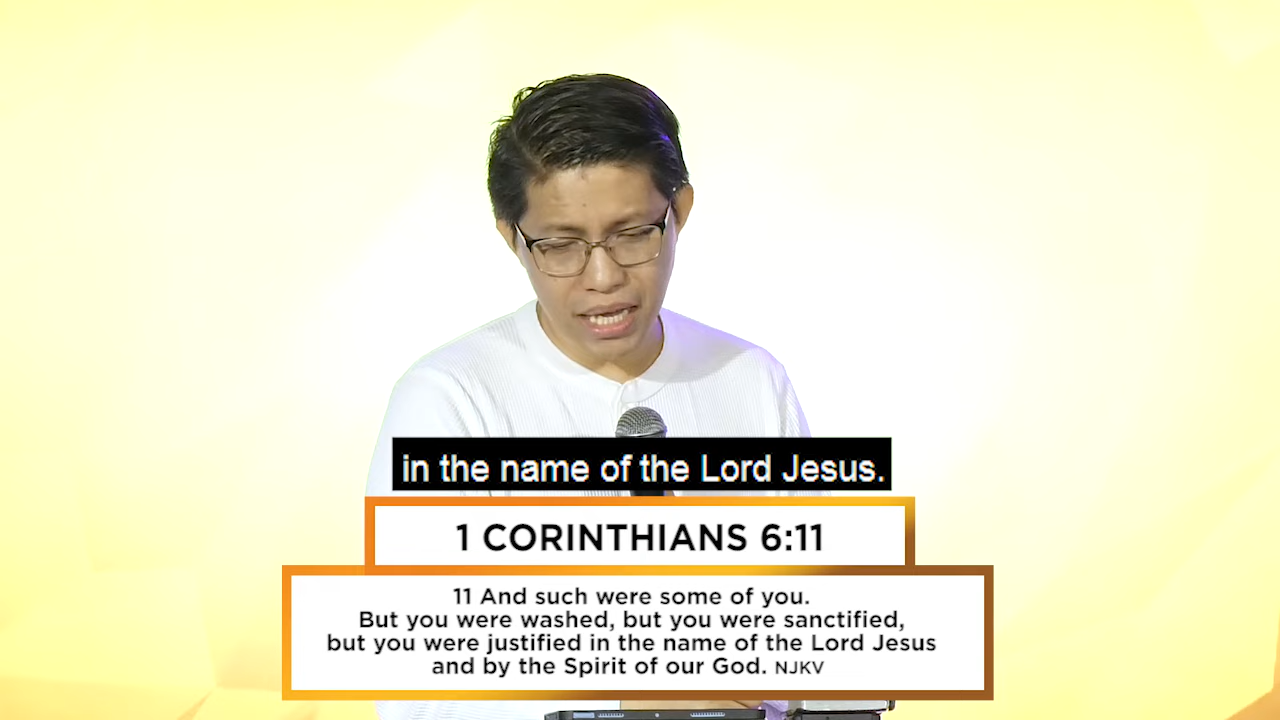 in the name of the Lord Jesus.
1 CORINTHIANS 6:11
11 And such were some of you.
But you were washed, but you were sanctified,
but you were justified in the name of the Lord Jesus
and by the Spirit of our God. NJKV